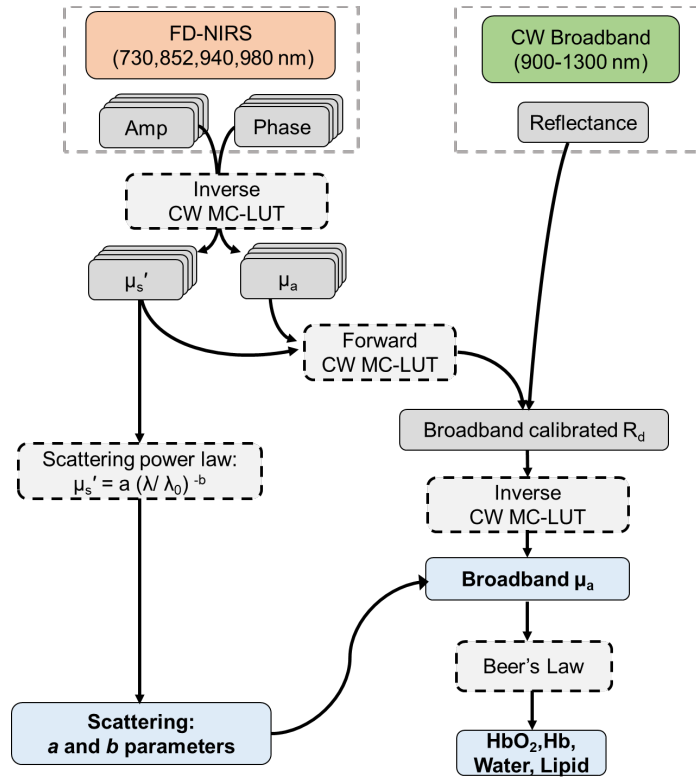 FD-NIRS
(730,852,940,980 nm)
Amp
Phase
CW Broadband
(900-1300 nm)
Reflectance
Inverse
CW MC-LUT
μs′
μa
Forward
CW MC-LUT
Broadband calibrated Rd
Scattering power law:
μs′ = a (λ/ λ0) -b
Inverse
CW MC-LUT
Broadband μa
Beer’s Law
Scattering:
a and b parameters
HbO2,Hb,
Water, Lipid